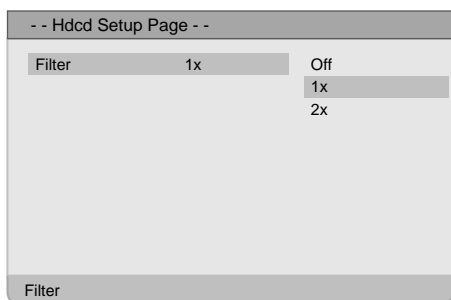 - - Hdcd Setup Page - -
Filter 1x Off
1x
2x
Filter